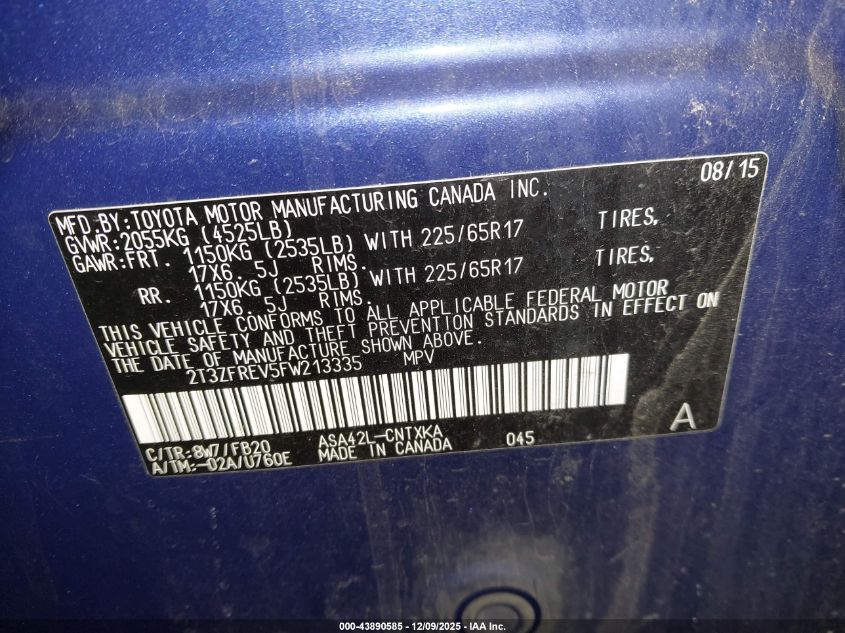 08/15
MFD.BY:TOYOTA MOTOR MANUFACTURING CANADA INC.
GVWR:2055KG (4525LB)
GAWR:FRT. 1150KG (2535LB) WITH 225/65R17 TIRES,
17X6.5J RIMS.
RR. 1150KG (2535LB) WITH 225/65R17 TIRES,
17X6.5J RIMS.
THIS VEHICLE CONFORMS TO ALL APPLICABLE FEDERAL MOTOR
VEHICLE SAFETY AND THEFT PREVENTION STANDARDS IN EFFECT ON
THE DATE OF MANUFACTURE SHOWN ABOVE.
2T3ZFREV5FW213335 MPV
A
C/TR:8W7/FB20 ASA42L-CNTXKA 045
A/TM:-02A/U760E MADE IN CANADA
000-43890585 - 12/09/2025 - IAA Inc.